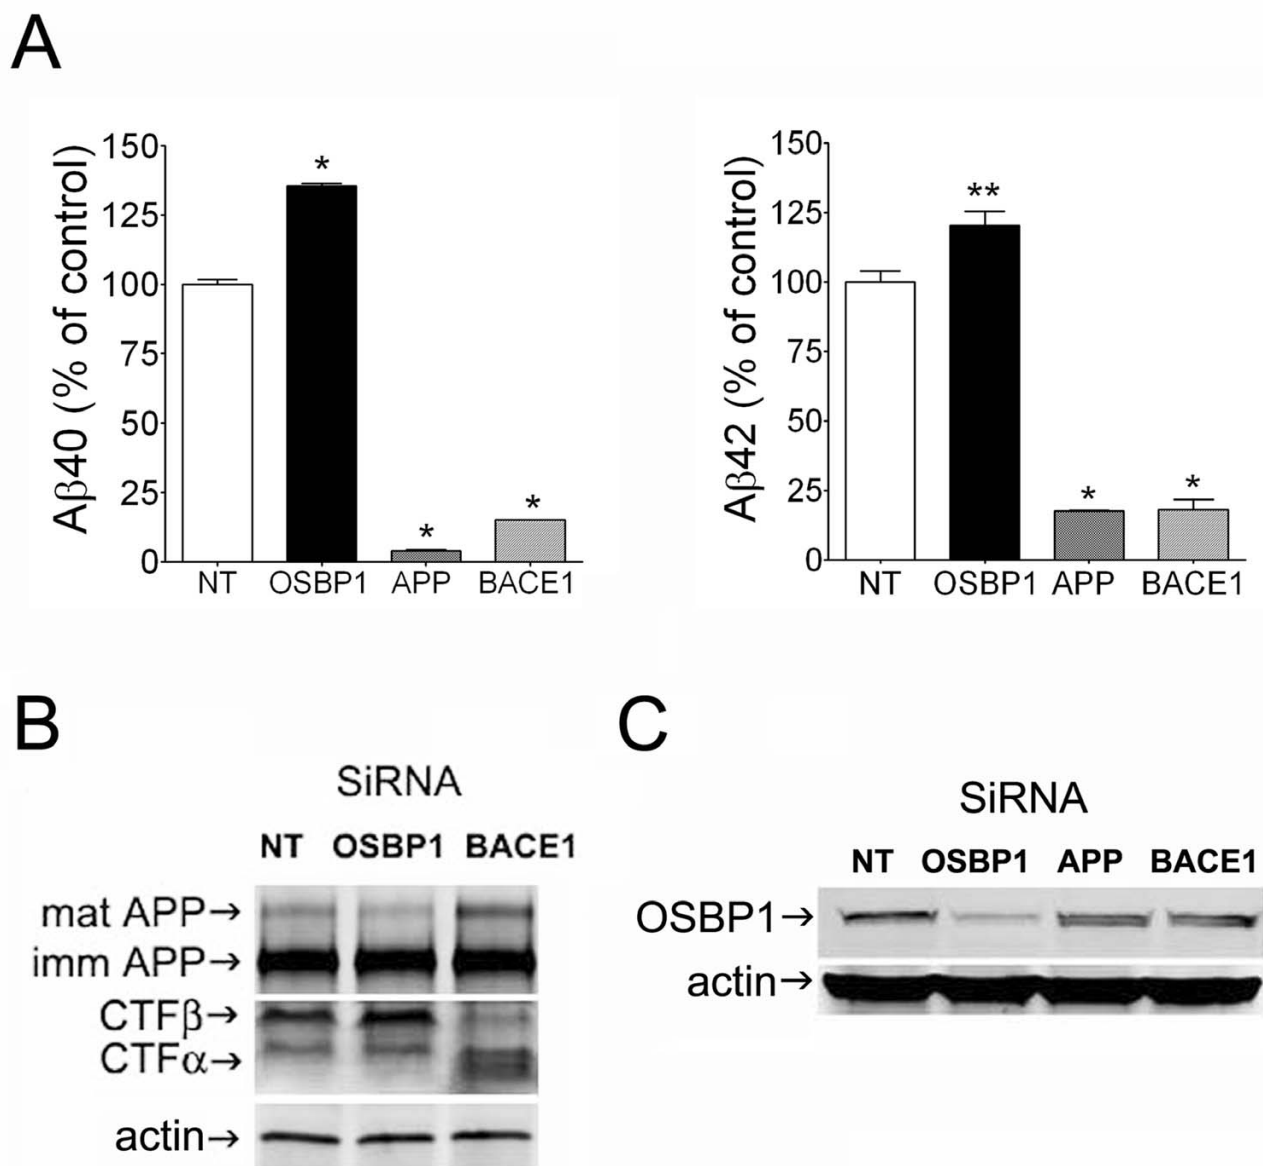 A
Aβ40 (% of control)
150
125
100
75
50
25
0
*
*
*
NT OSBP1 APP BACE1
Aβ42 (% of control)
150
125
100
75
50
25
0
**
*
*
NT OSBP1 APP BACE1
B
SiRNA
NT OSBP1 BACE1
mat APP→
imm APP→
CTFβ→
CTFα→
actin→
C
SiRNA
NT OSBP1 APP BACE1
OSBP1→
actin→